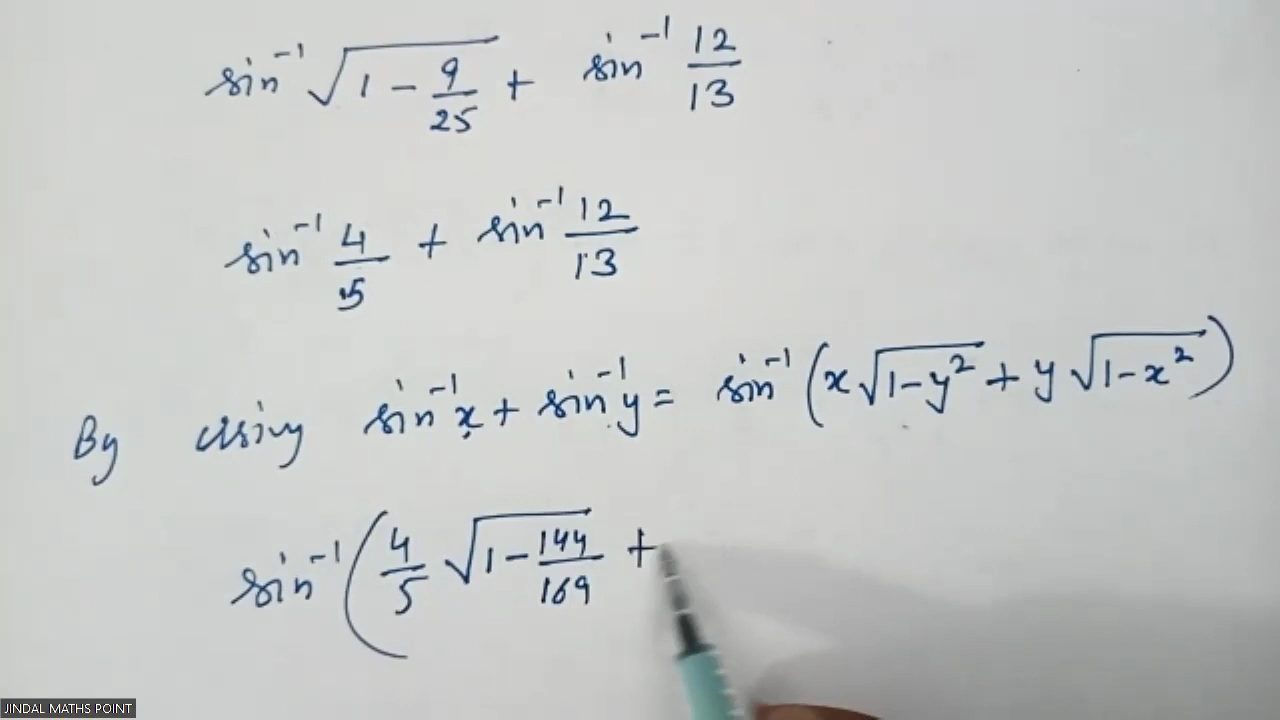 sin⁻¹ √(1 − 9/25) + sin⁻¹ 12/13
sin⁻¹ 4/5 + sin⁻¹ 12/13
By using sin⁻¹x + sin⁻¹y = sin⁻¹ (x√(1−y²) + y√(1−x²))
sin⁻¹ (4/5 √(1 − 144/169) +
JINDAL MATHS POINT